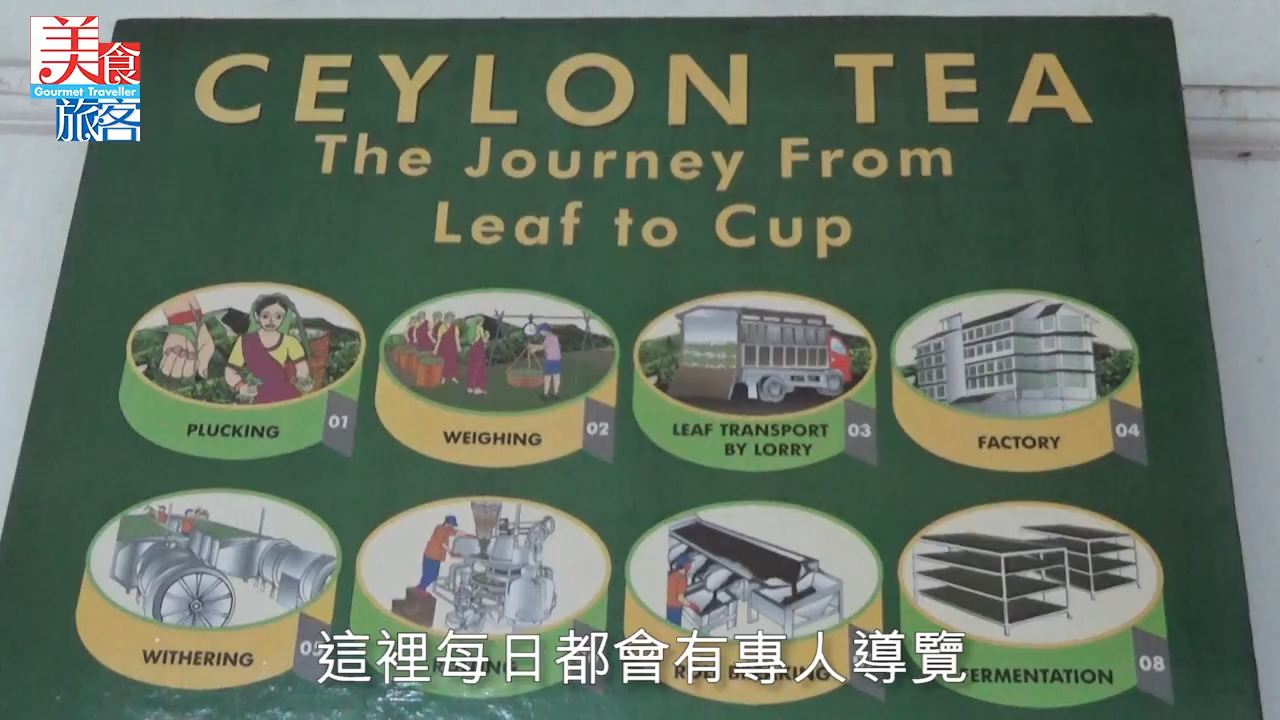 美食
Gourmet Traveller
旅客
CEYLON TEA
The Journey From
Leaf to Cup
PLUCKING
01
WEIGHING
02
LEAF TRANSPORT
BY LORRY
03
FACTORY
04
WITHERING
05
FERMENTATION
08
這裡每日都會有專人導覽